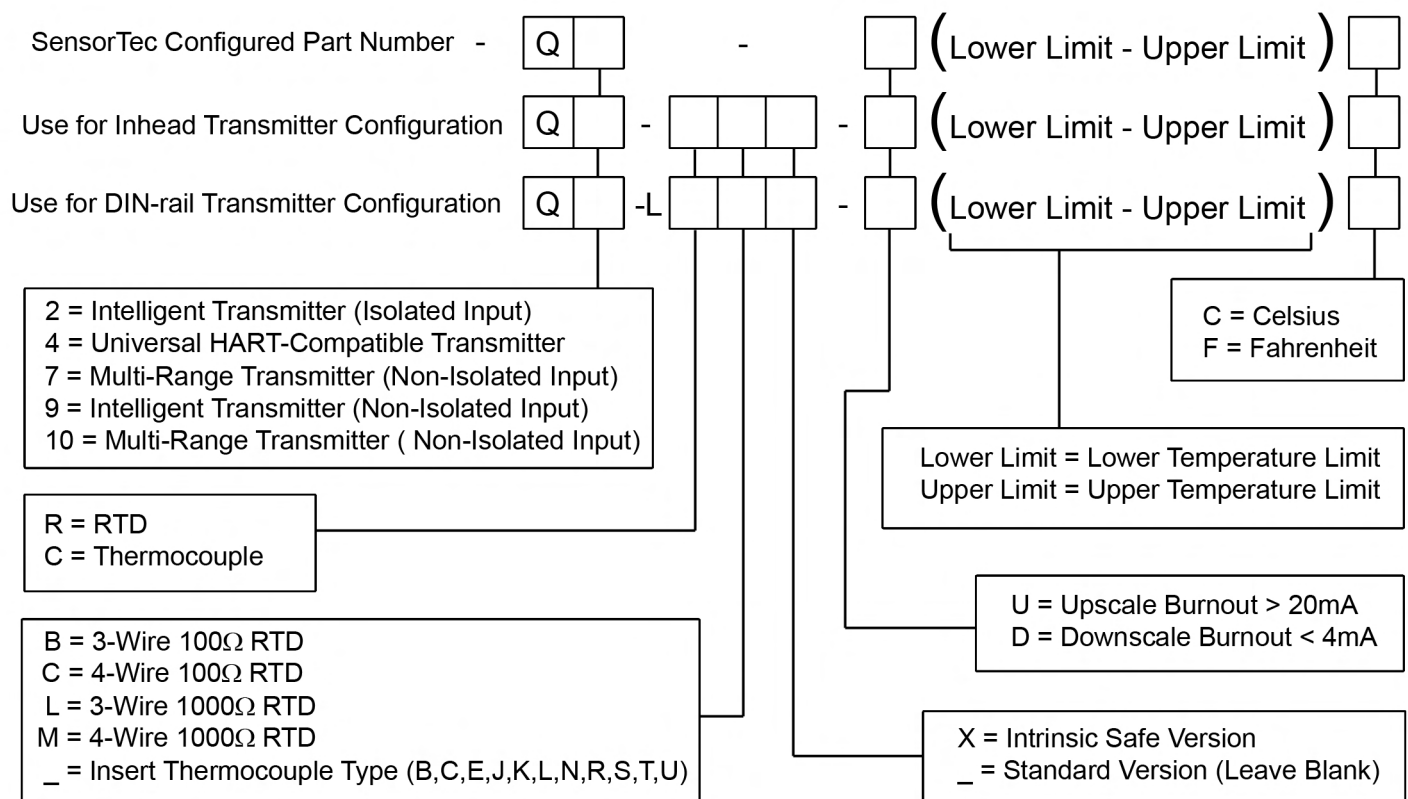 SensorTec Configured Part Number - Q - (Lower Limit - Upper Limit)
Use for Inhead Transmitter Configuration Q - - (Lower Limit - Upper Limit)
Use for DIN-rail Transmitter Configuration Q -L - (Lower Limit - Upper Limit)
2 = Intelligent Transmitter (Isolated Input)
4 = Universal HART-Compatible Transmitter
7 = Multi-Range Transmitter (Non-Isolated Input)
9 = Intelligent Transmitter (Non-Isolated Input)
10 = Multi-Range Transmitter ( Non-Isolated Input)
C = Celsius
F = Fahrenheit
Lower Limit = Lower Temperature Limit
Upper Limit = Upper Temperature Limit
R = RTD
C = Thermocouple
U = Upscale Burnout > 20mA
D = Downscale Burnout < 4mA
B = 3-Wire 100Ω RTD
C = 4-Wire 100Ω RTD
L = 3-Wire 1000Ω RTD
M = 4-Wire 1000Ω RTD
_ = Insert Thermocouple Type (B,C,E,J,K,L,N,R,S,T,U)
X = Intrinsic Safe Version
_ = Standard Version (Leave Blank)